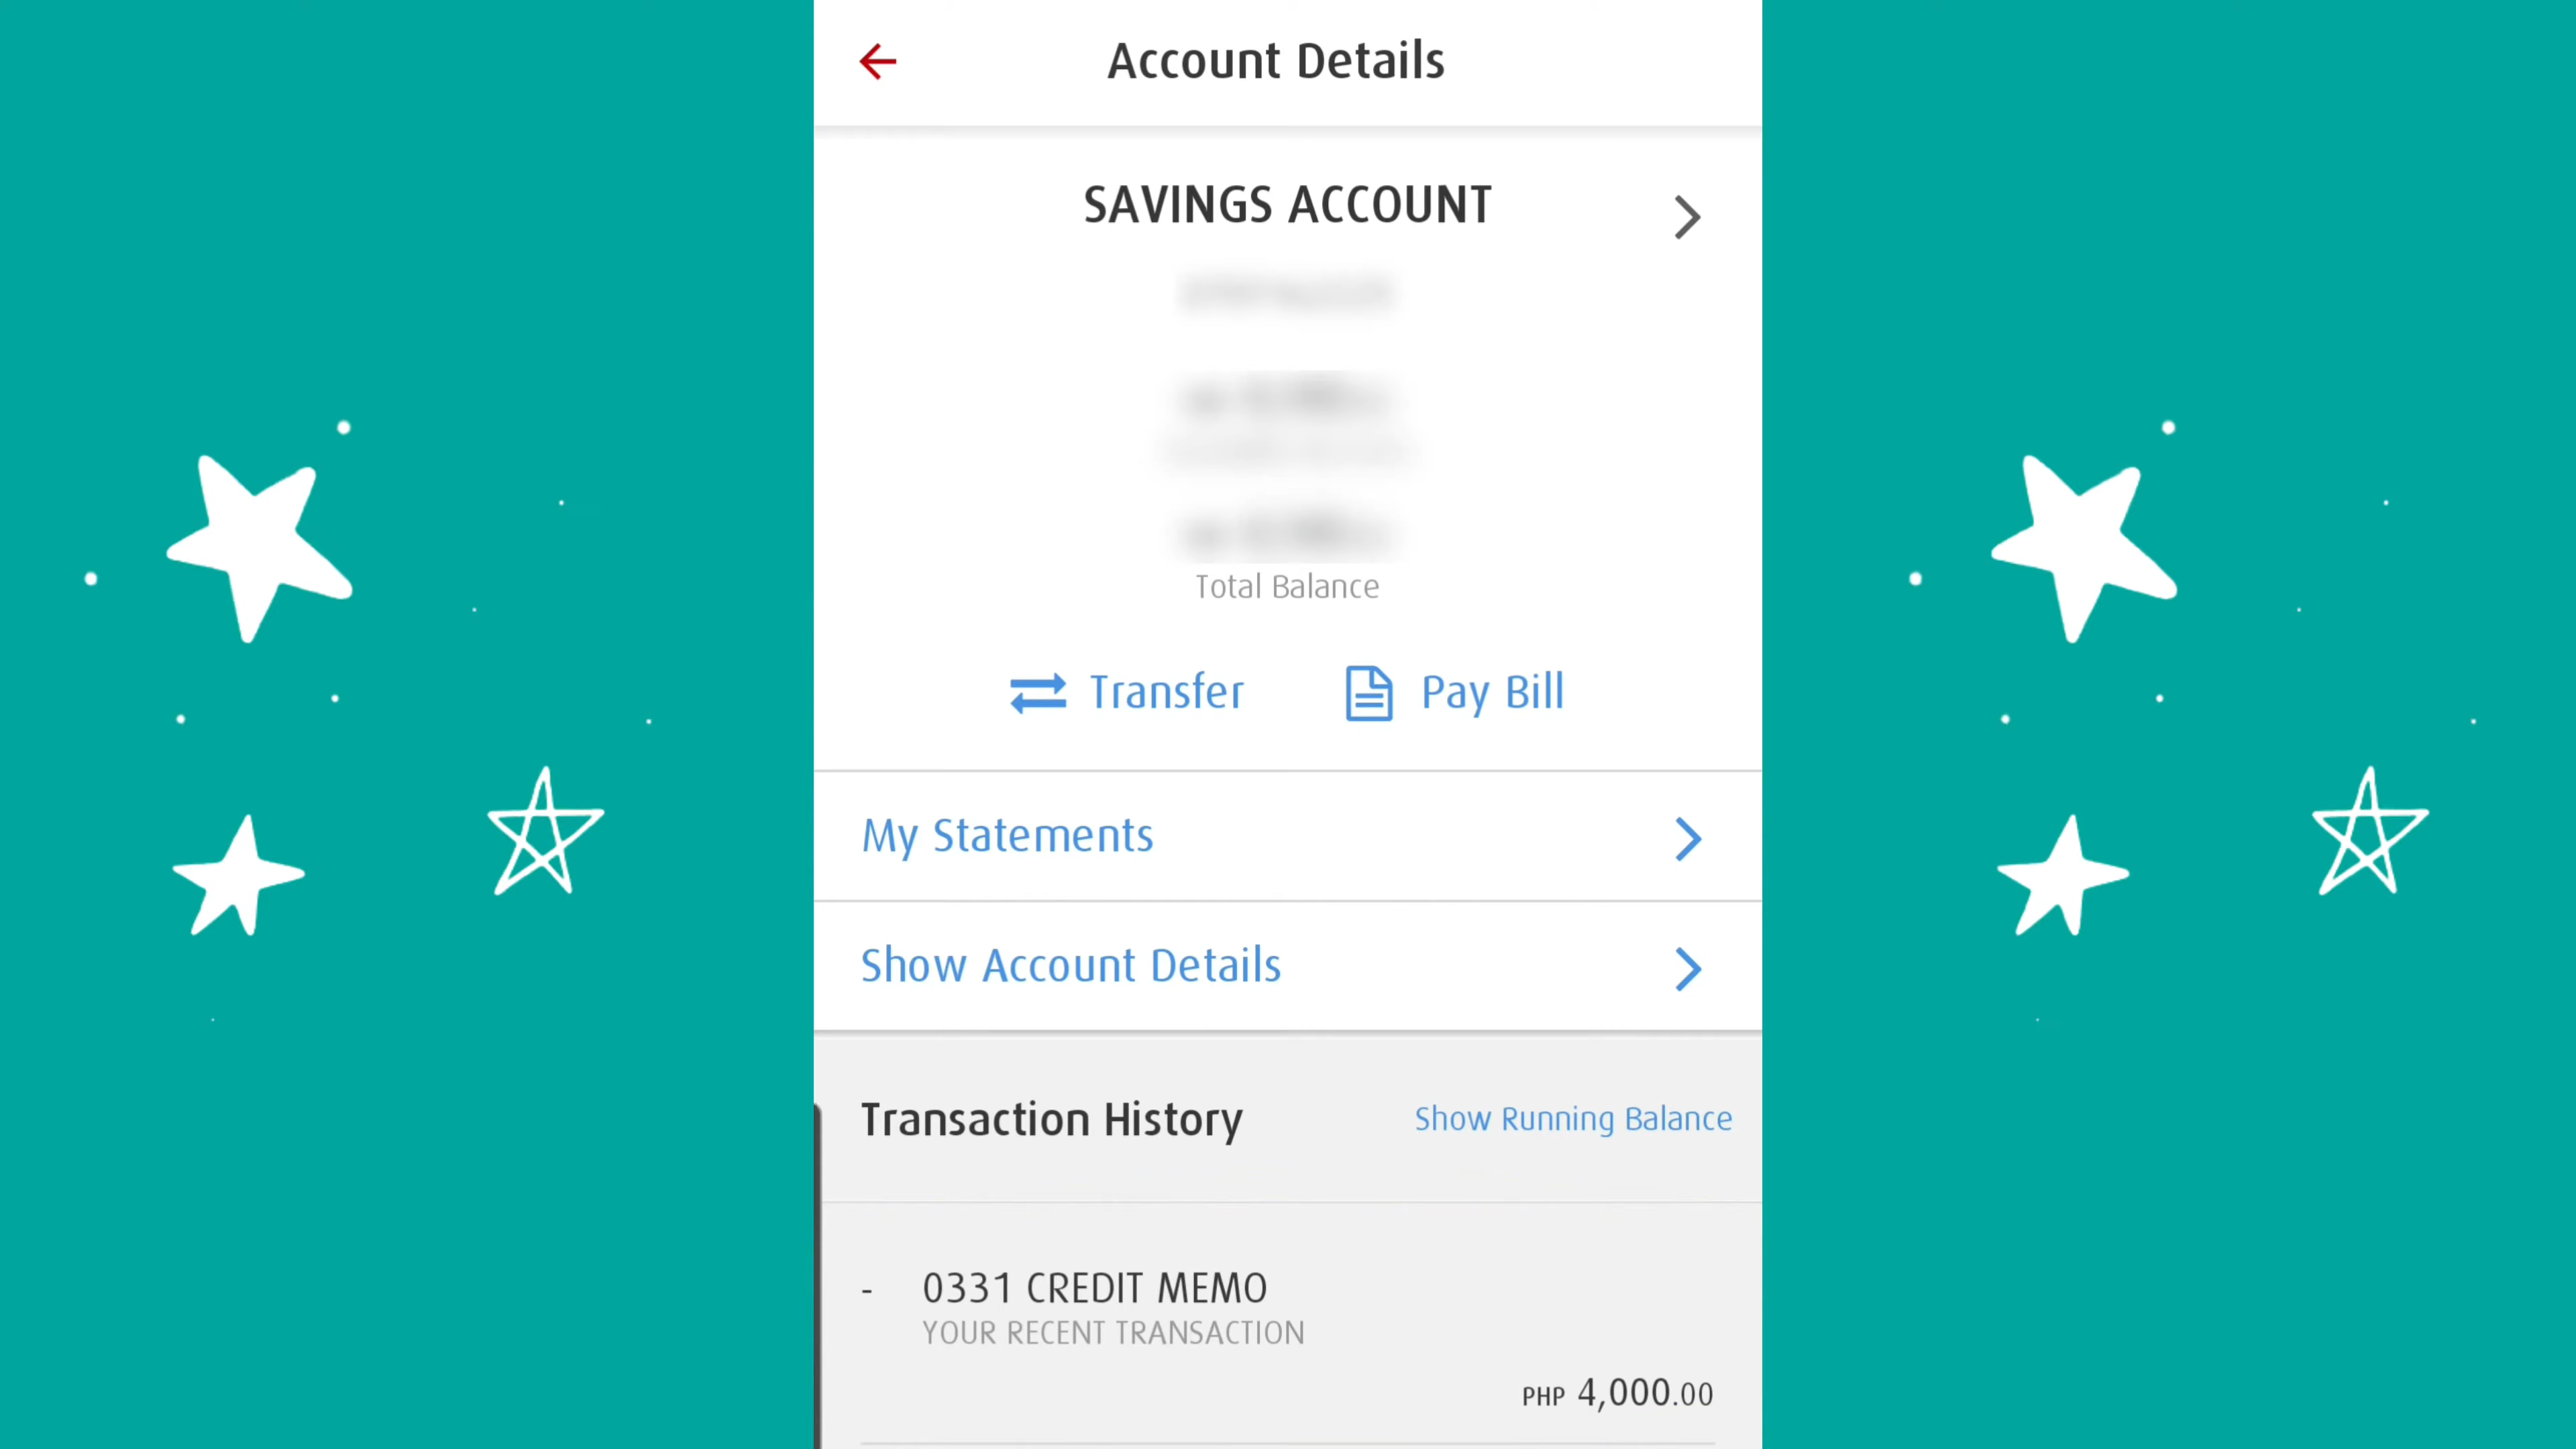 Account Details
SAVINGS ACCOUNT
Total Balance
Transfer
Pay Bill
My Statements
Show Account Details
Transaction History
Show Running Balance
- 0331 CREDIT MEMO
YOUR RECENT TRANSACTION
PHP 4,000.00